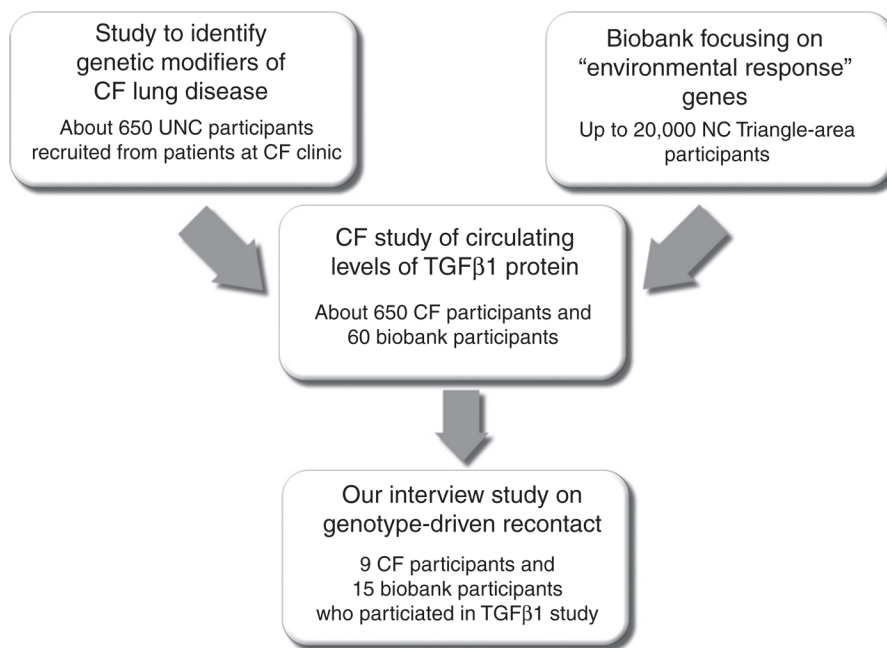 Study to identify
genetic modifiers of
CF lung disease
About 650 UNC participants
recruited from patients at CF clinic
Biobank focusing on
“environmental response”
genes
Up to 20,000 NC Triangle-area
participants
CF study of circulating
levels of TGFβ1 protein
About 650 CF participants and
60 biobank participants
Our interview study on
genotype-driven recontact
9 CF participants and
15 biobank participants
who particiated in TGFβ1 study